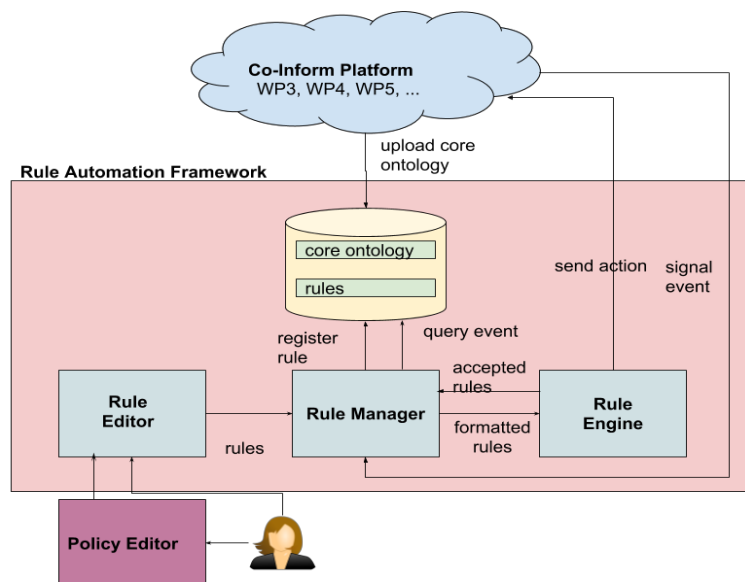 Co-Inform Platform
WP3, WP4, WP5, ...
upload core
ontology
Rule Automation Framework
core ontology
rules
send action
signal
event
register
rule
query event
accepted
rules
Rule
Editor
rules
Rule Manager
formatted
rules
Rule
Engine
Policy Editor